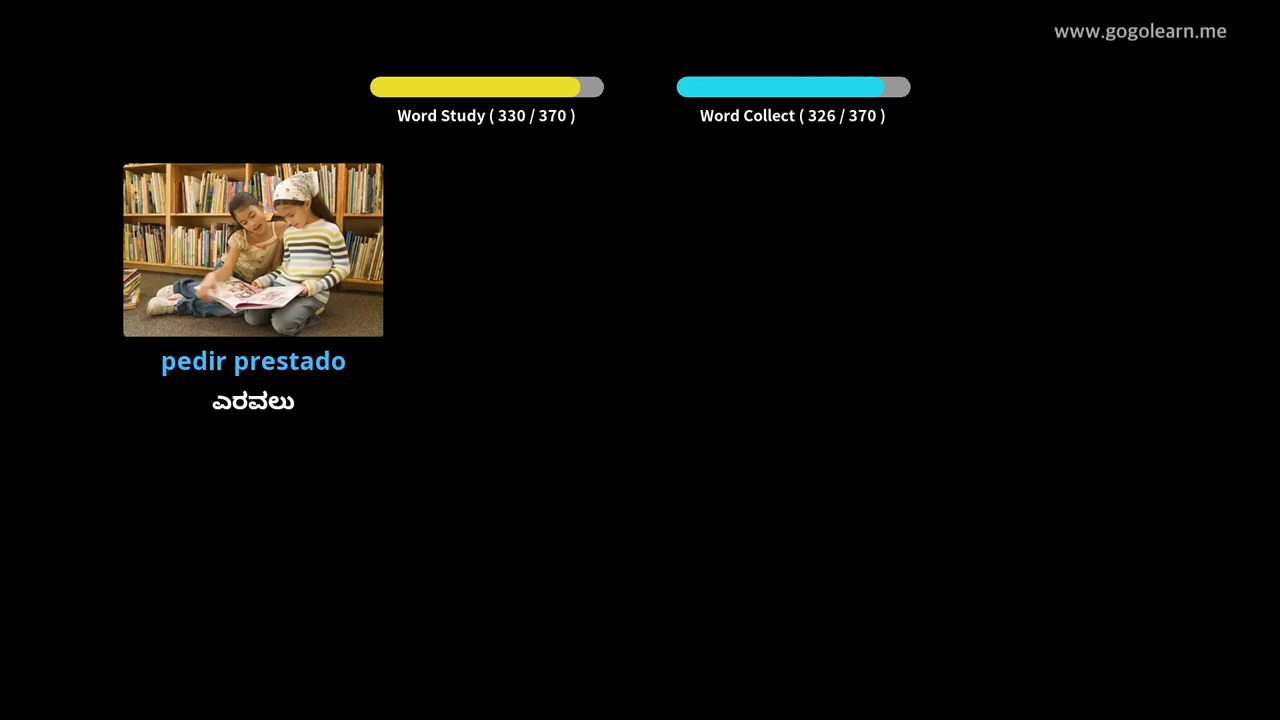 www.gogolearn.me
Word Study ( 330 / 370 )
Word Collect ( 326 / 370 )
pedir prestado
ಎರವಲು